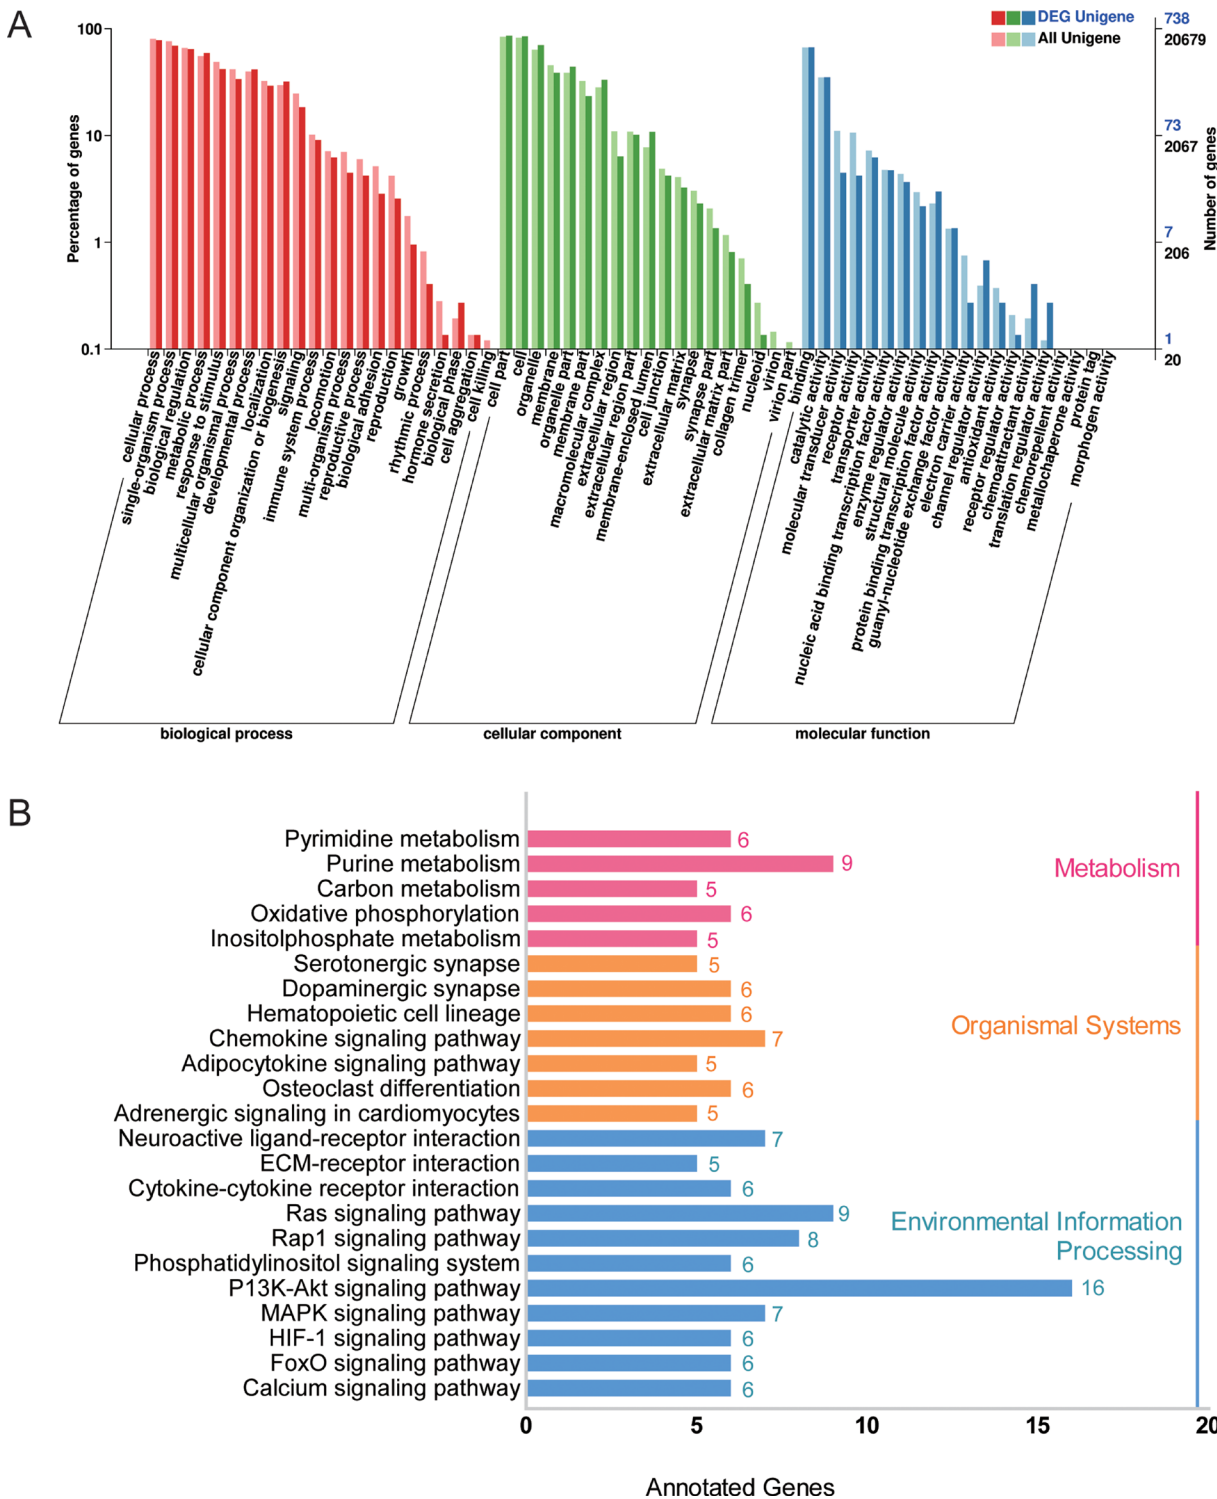 A
DEG Unigene
All Unigene
738
20679
73
2067
7
206
1
20
Number of genes
Percentage of genes
100
10
1
0.1
cellular process
single-organism process
biological regulation
metabolic process
response to stimulus
multicellular organismal process
developmental process
localization
cellular component organization or biogenesis
signaling
immune system process
locomotion
multi-organism process
reproductive process
biological adhesion
reproduction
growth
rhythmic process
hormone secretion
biological phase
cell aggregation
cell killing
cell part
cell
organelle
membrane
organelle part
membrane part
macromolecular complex
extracellular region
extracellular region part
membrane-enclosed lumen
cell junction
extracellular matrix
synapse
synapse part
extracellular matrix part
collagen trimer
nucleoid
virion
virion part
binding
catalytic activity
molecular transducer activity
receptor activity
transporter activity
nucleic acid binding transcription factor activity
enzyme regulator activity
structural molecule activity
protein binding transcription factor activity
guanyl-nucleotide exchange factor activity
electron carrier activity
channel regulator activity
antioxidant activity
receptor regulator activity
chemoattractant activity
translation regulator activity
chemorepellent activity
metallochaperone activity
protein tag
morphogen activity
biological process
cellular component
molecular function
B
Pyrimidine metabolism 6
Purine metabolism 9
Carbon metabolism 5
Oxidative phosphorylation 6
Inositolphosphate metabolism 5
Metabolism
Serotonergic synapse 5
Dopaminergic synapse 6
Hematopoietic cell lineage 6
Chemokine signaling pathway 7
Adipocytokine signaling pathway 5
Osteoclast differentiation 6
Adrenergic signaling in cardiomyocytes 5
Organismal Systems
Neuroactive ligand-receptor interaction 7
ECM-receptor interaction 5
Cytokine-cytokine receptor interaction 6
Ras signaling pathway 9
Rap1 signaling pathway 8
Phosphatidylinositol signaling system 6
P13K-Akt signaling pathway 16
MAPK signaling pathway 7
HIF-1 signaling pathway 6
FoxO signaling pathway 6
Calcium signaling pathway 6
Environmental Information
Processing
0 5 10 15 20
Annotated Genes